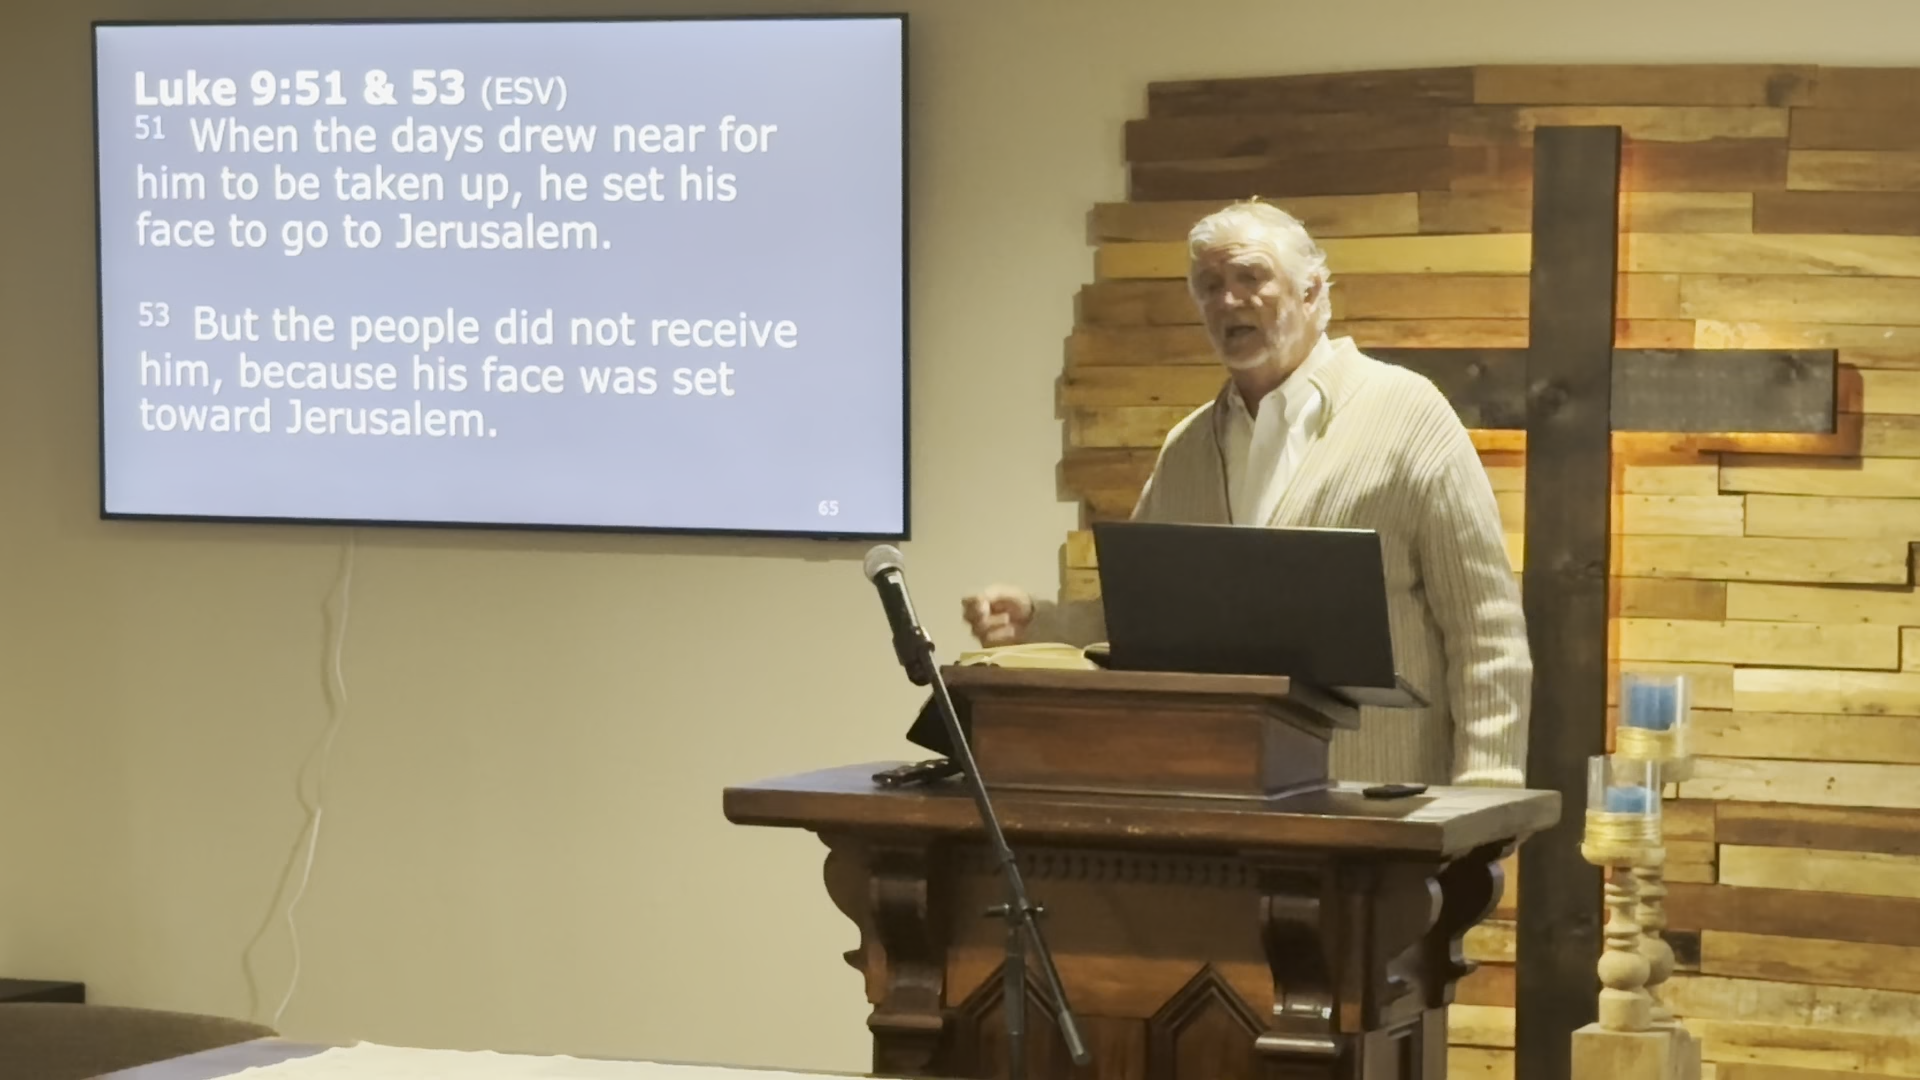 Luke 9:51 & 53 (ESV)
51 When the days drew near for
him to be taken up, he set his
face to go to Jerusalem.
53 But the people did not receive
him, because his face was set
toward Jerusalem.
65